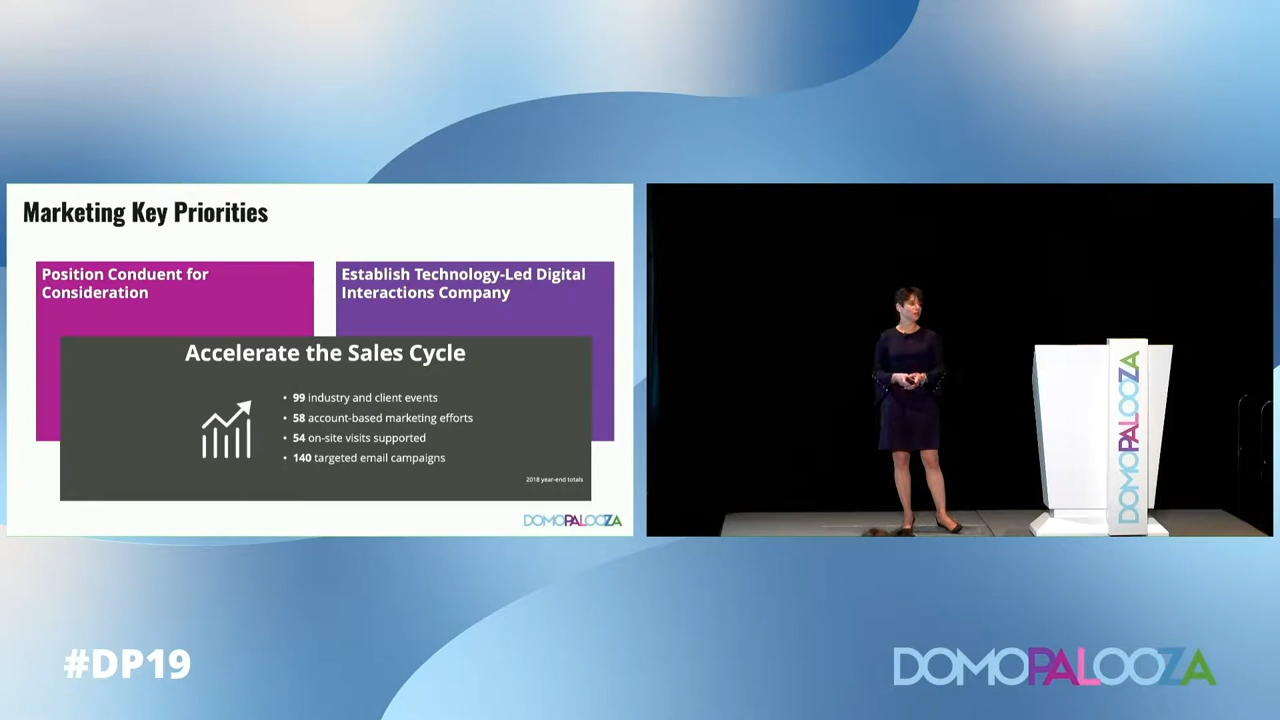 Marketing Key Priorities
Position Conduent for
Consideration
Establish Technology-Led Digital
Interactions Company
Accelerate the Sales Cycle
• 99 industry and client events
• 58 account-based marketing efforts
• 54 on-site visits supported
• 140 targeted email campaigns
2018 year-end totals
DOMOPALOOZA
DOMOPALOOZA
#DP19
DOMOPALOOZA